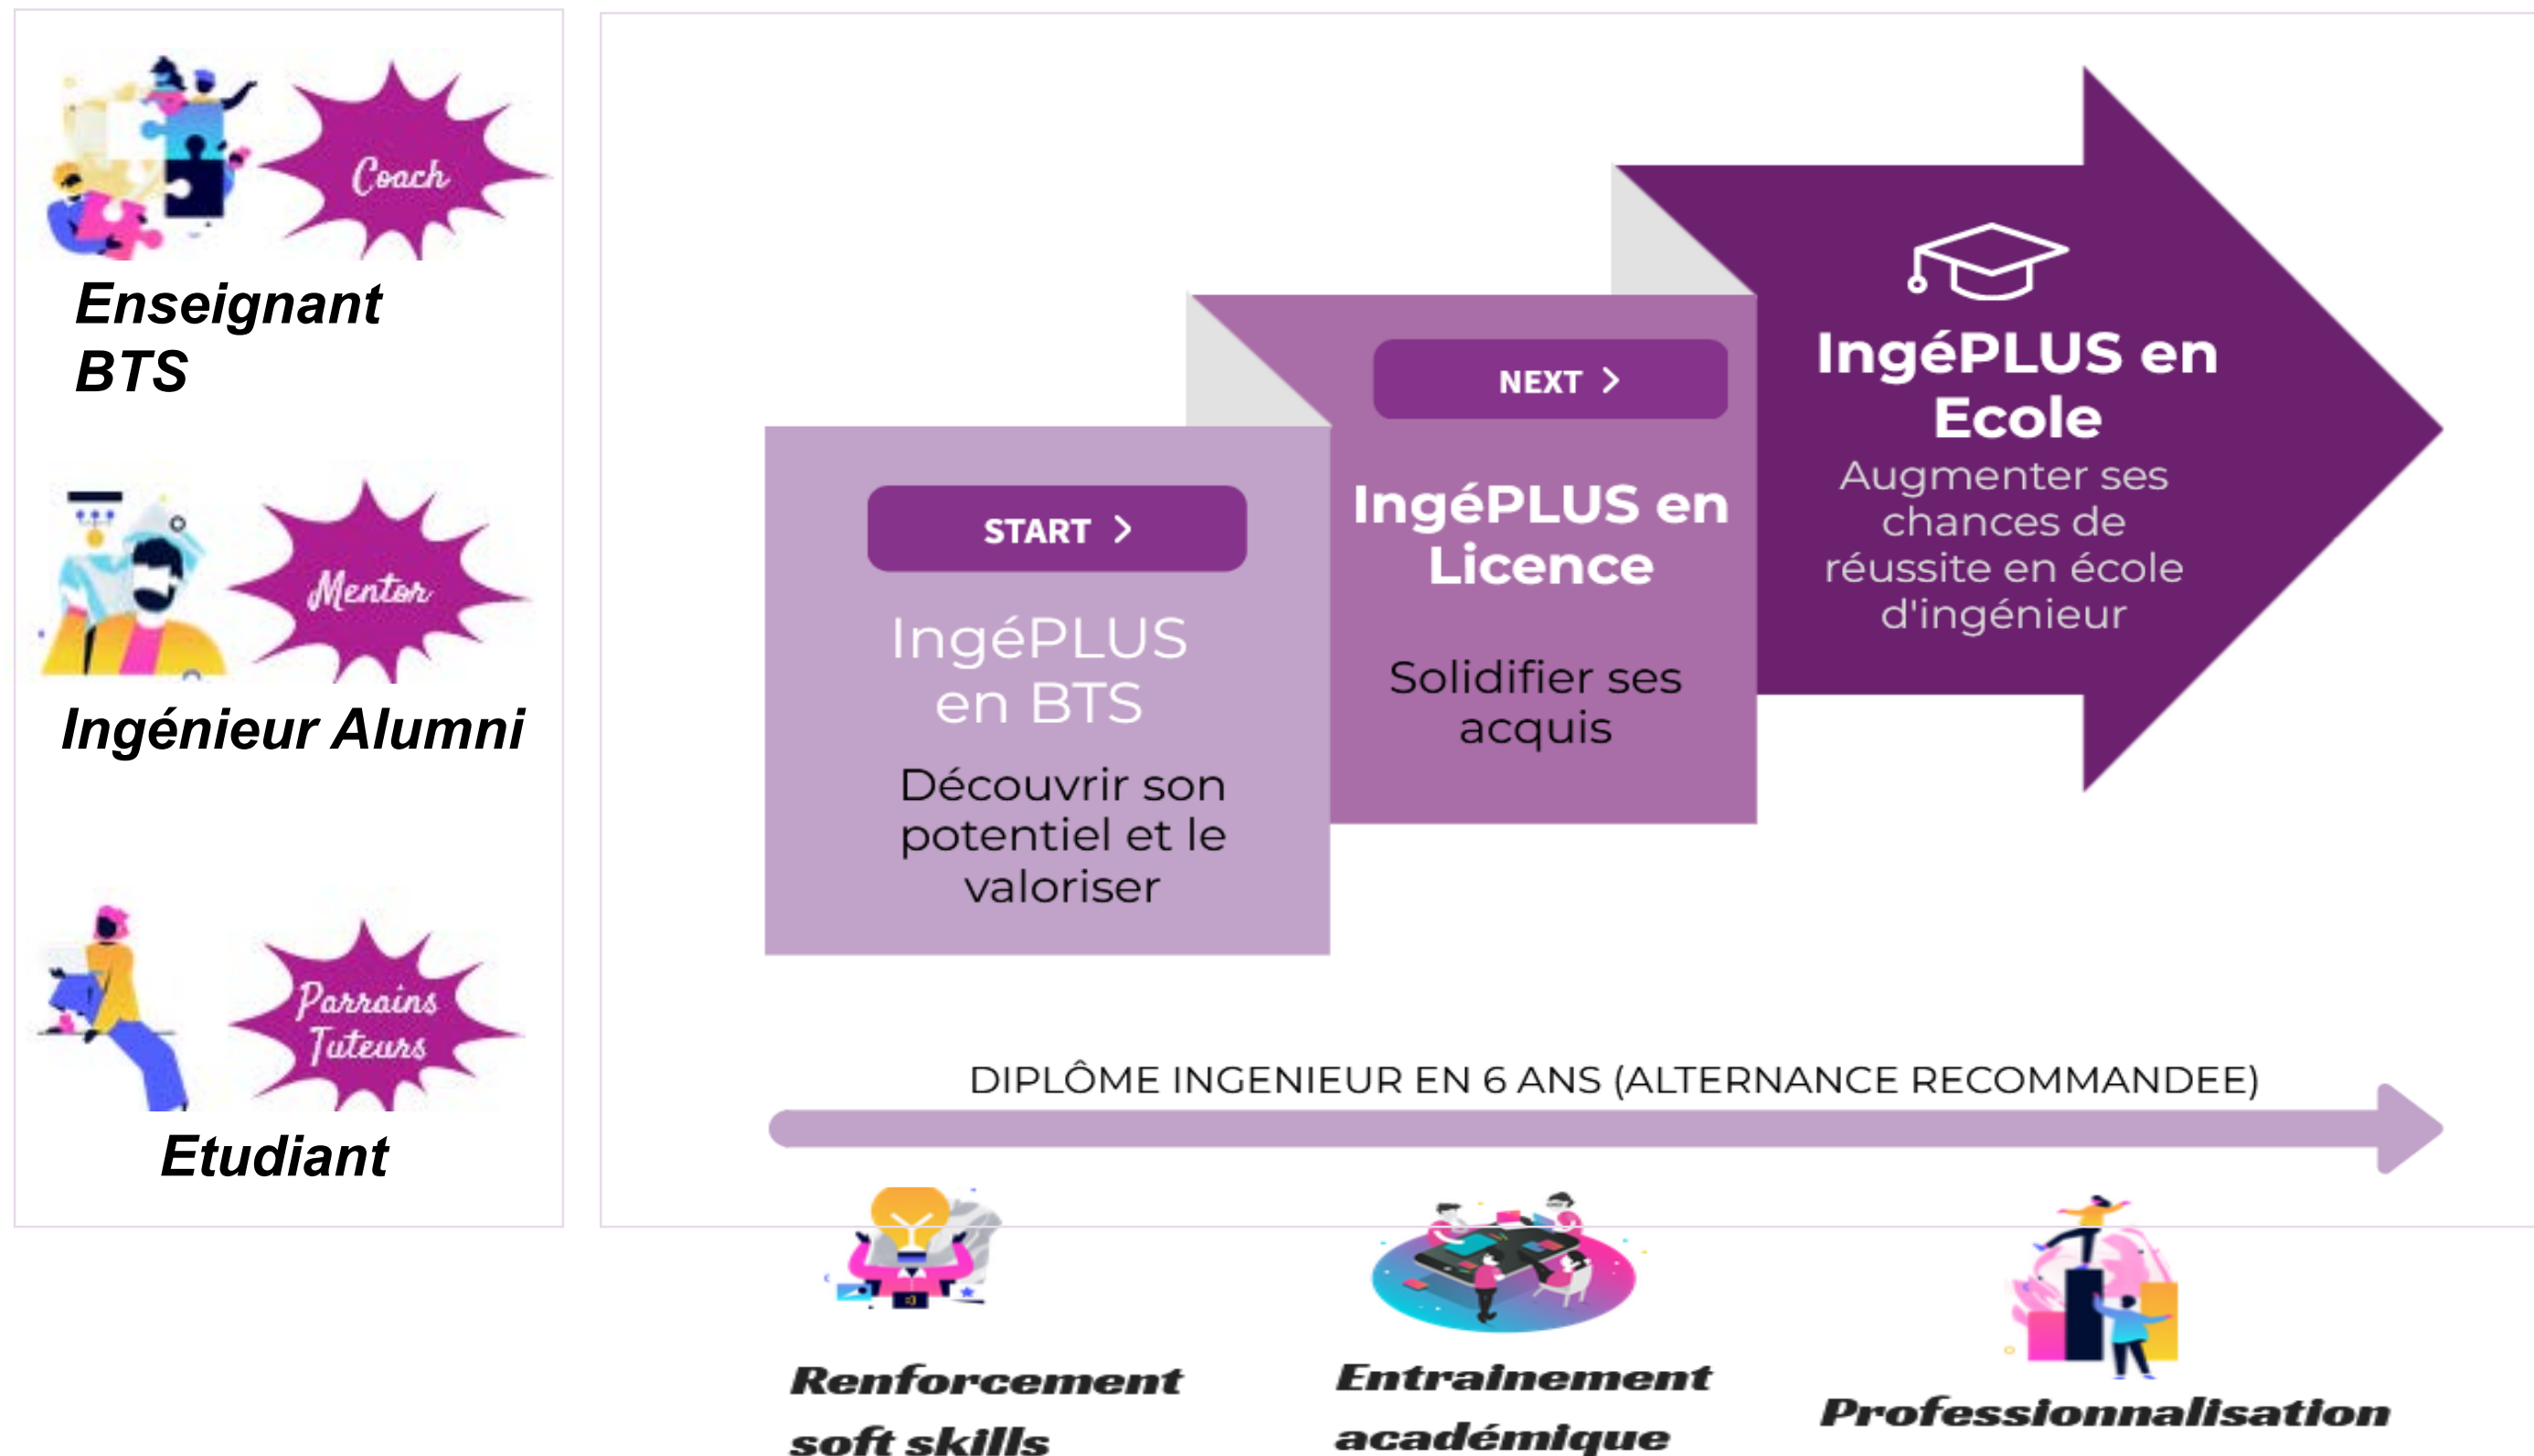 Coach
Enseignant
BTS
Mentor
Ingénieur Alumni
Parrains
Tuteurs
Etudiant
START >
IngéPLUS
en BTS
Découvrir son
potentiel et le
valoriser
NEXT >
IngéPLUS en
Licence
Solidifier ses
acquis
IngéPLUS en
Ecole
Augmenter ses
chances de
réussite en école
d'ingénieur
DIPLÔME INGENIEUR EN 6 ANS (ALTERNANCE RECOMMANDEE)
Renforcement
soft skills
Entrainement
académique
Professionnalisation